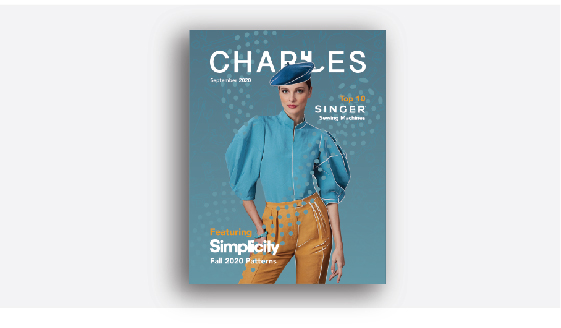 CHARLES
September 2020
Top 10
SINGER
Sewing Machines
Featuring
Simplicity
Fall 2020 Patterns